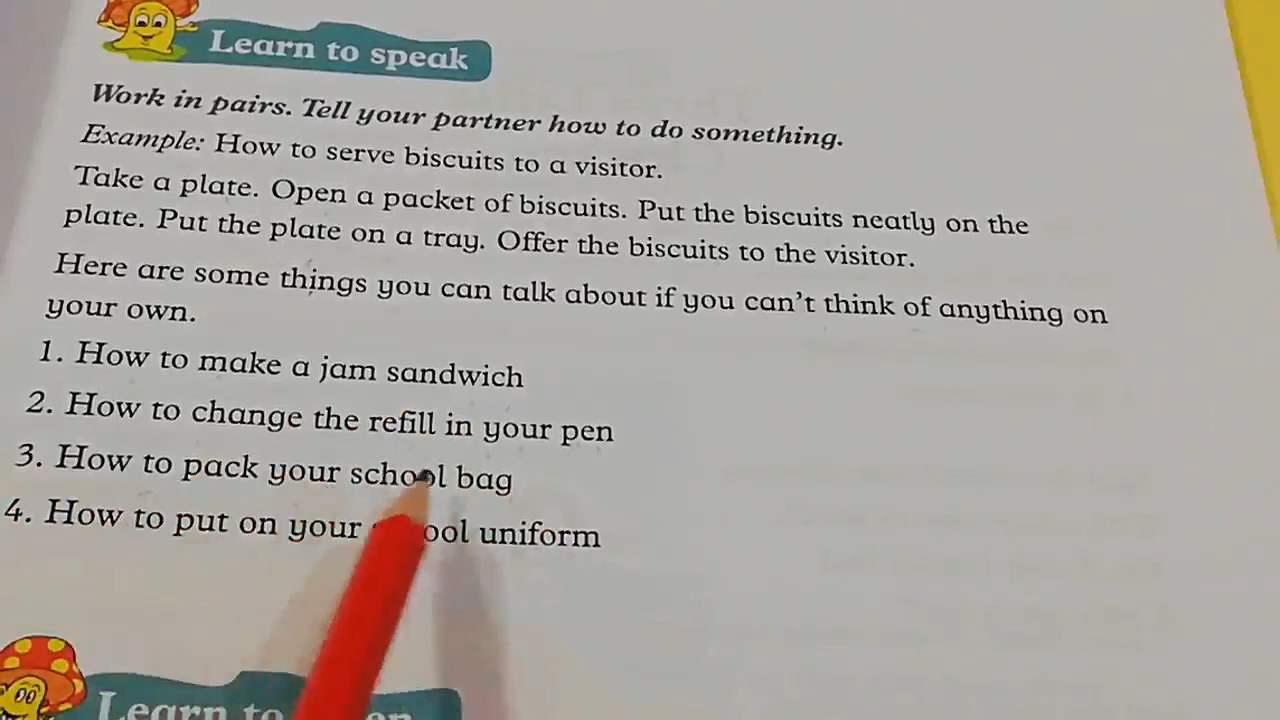 Learn to speak
Work in pairs. Tell your partner how to do something.
Example: How to serve biscuits to a visitor.
Take a plate. Open a packet of biscuits. Put the biscuits neatly on the
plate. Put the plate on a tray. Offer the biscuits to the visitor.
Here are some things you can talk about if you can't think of anything on
your own.
1. How to make a jam sandwich
2. How to change the refill in your pen
3. How to pack your school bag
4. How to put on your school uniform
Learn to